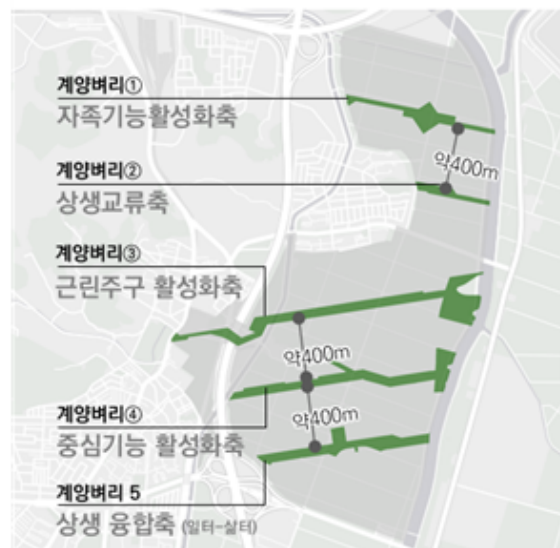 계양벼리①
자족기능활성화축
약400m
계양벼리②
상생교류축
계양벼리③
근린주구 활성화축
약400m
계양벼리④
중심기능 활성화축
약400m
계양벼리 5
상생 융합축 (일터-삶터)